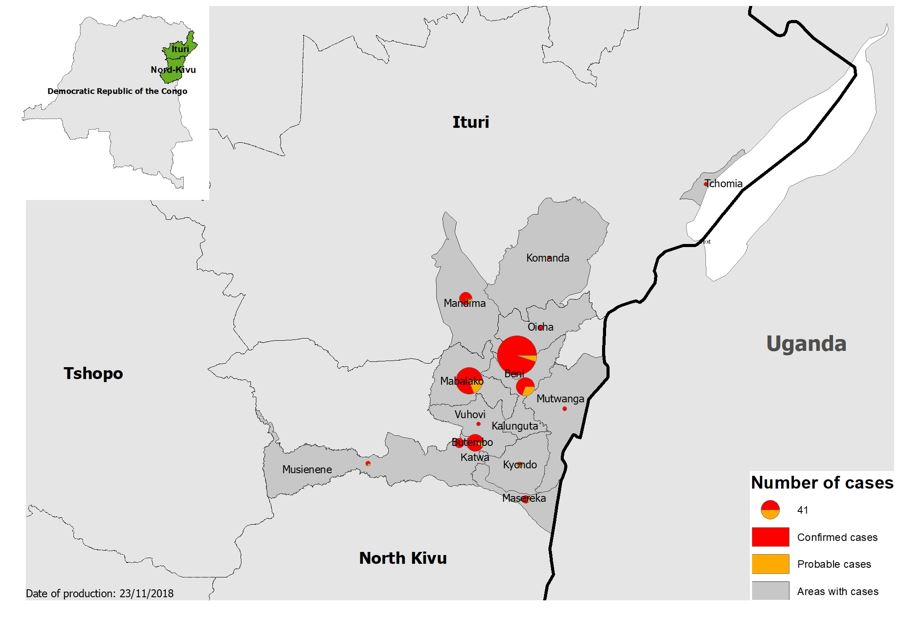 Ituri
Nord-Kivu
Democratic Republic of the Congo
Ituri
Tchomia
Komanda
Mandima
Oicha
Uganda
Tshopo
Beni
Mabalako
Mutwanga
Vuhovi
Kalunguta
Butembo
Katwa
Musienene
Kyondo
Masereka
North Kivu
Number of cases
41
Confirmed cases
Probable cases
Areas with cases
Date of production: 23/11/2018